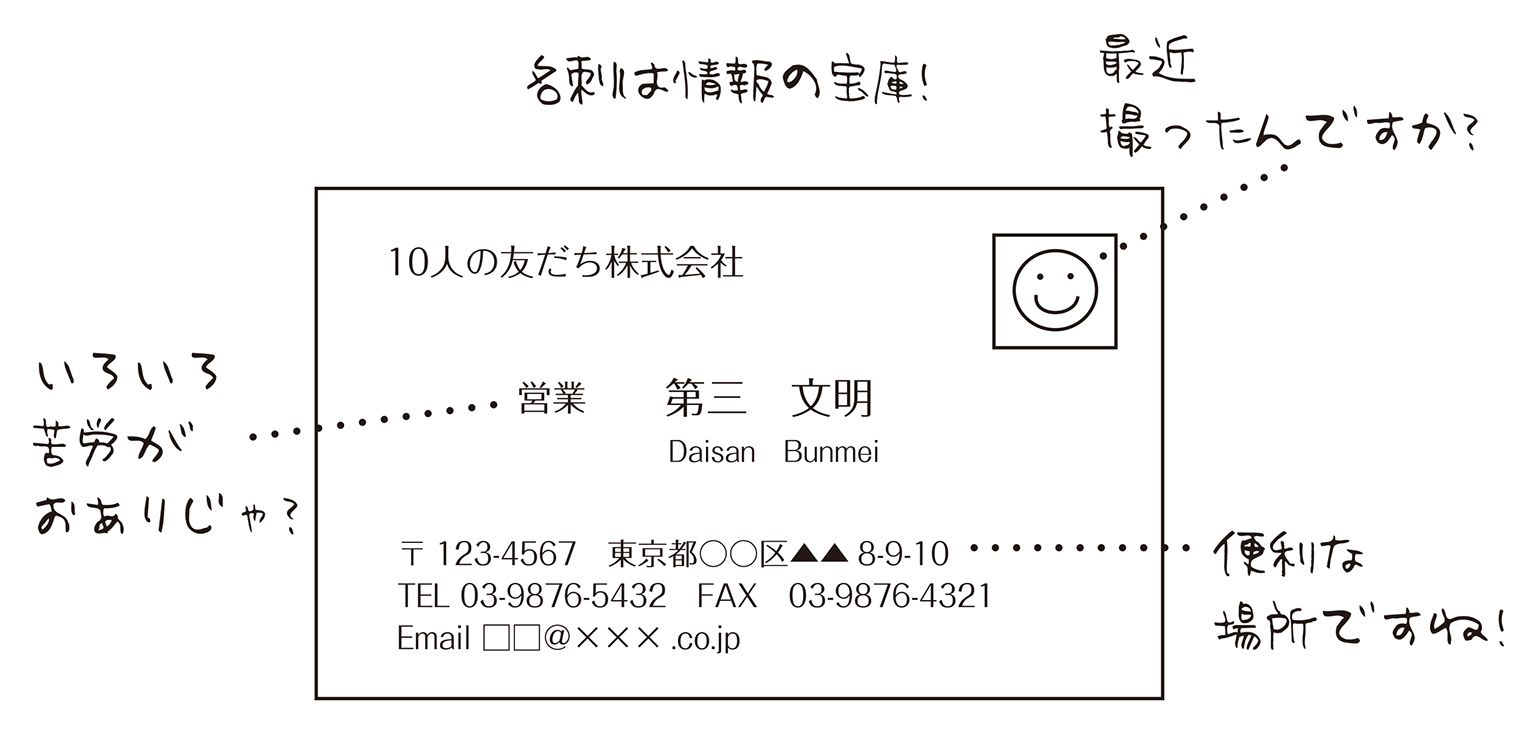 名刺は情報の宝庫!
最近
撮ったんですか?
10人の友だち株式会社
いろいろ
苦労が
おありじゃ?
営業　第三　文明
Daisan Bunmei
〒 123-4567　東京都○○区▲▲ 8-9-10
TEL 03-9876-5432　FAX　03-9876-4321
Email □□@××× .co.jp
便利な
場所ですね!